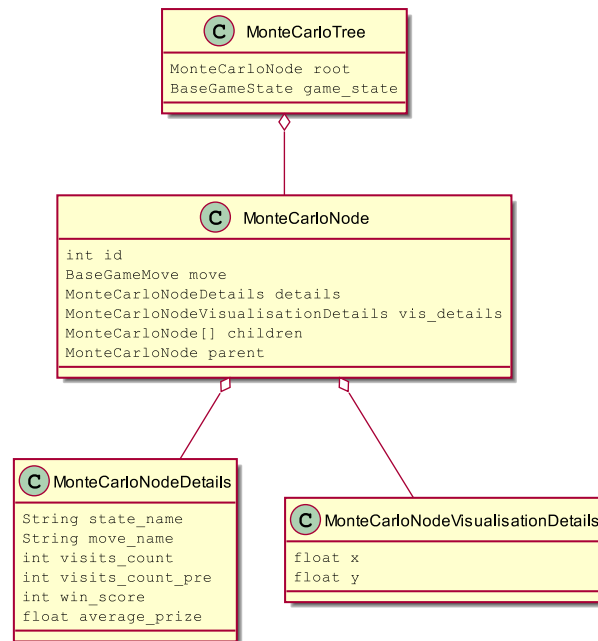 C MonteCarloTree
MonteCarloNode root
BaseGameState game_state
C MonteCarloNode
int id
BaseGameMove move
MonteCarloNodeDetails details
MonteCarloNodeVisualisationDetails vis_details
MonteCarloNode[] children
MonteCarloNode parent
C MonteCarloNodeDetails
String state_name
String move_name
int visits_count
int visits_count_pre
int win_score
float average_prize
C MonteCarloNodeVisualisationDetails
float x
float y